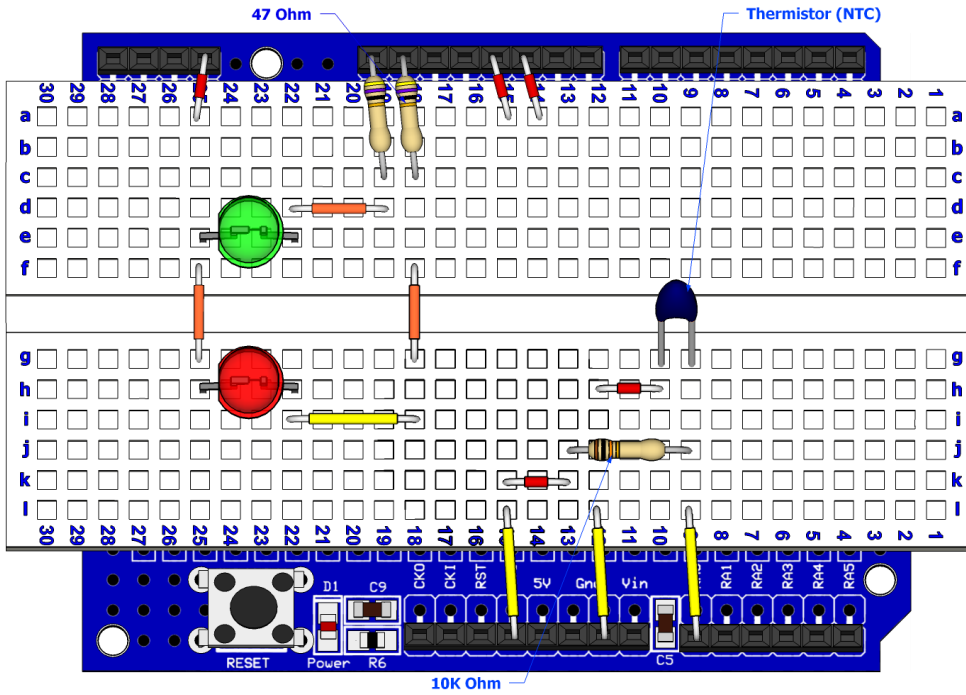 47 Ohm
Thermistor (NTC)
30 29 28 27 26 24 23 22 21 20 19 18 17 16 15 14 13 12 11 10 9 8 7 6 5 4 3 2 1
a a
b b
c c
d d
e e
f f
g g
h h
i i
j j
k k
l l
30 29 28 27 26 25 24 23 22 21 20 19 18 17 16 15 14 13 12 11 10 9 8 7 6 5 4 3 2 1
CKO CKI RST 5V Gnd Vin RA1 RA2 RA3 RA4 RA5
D1 C9
RESET Power R6 C5
10K Ohm